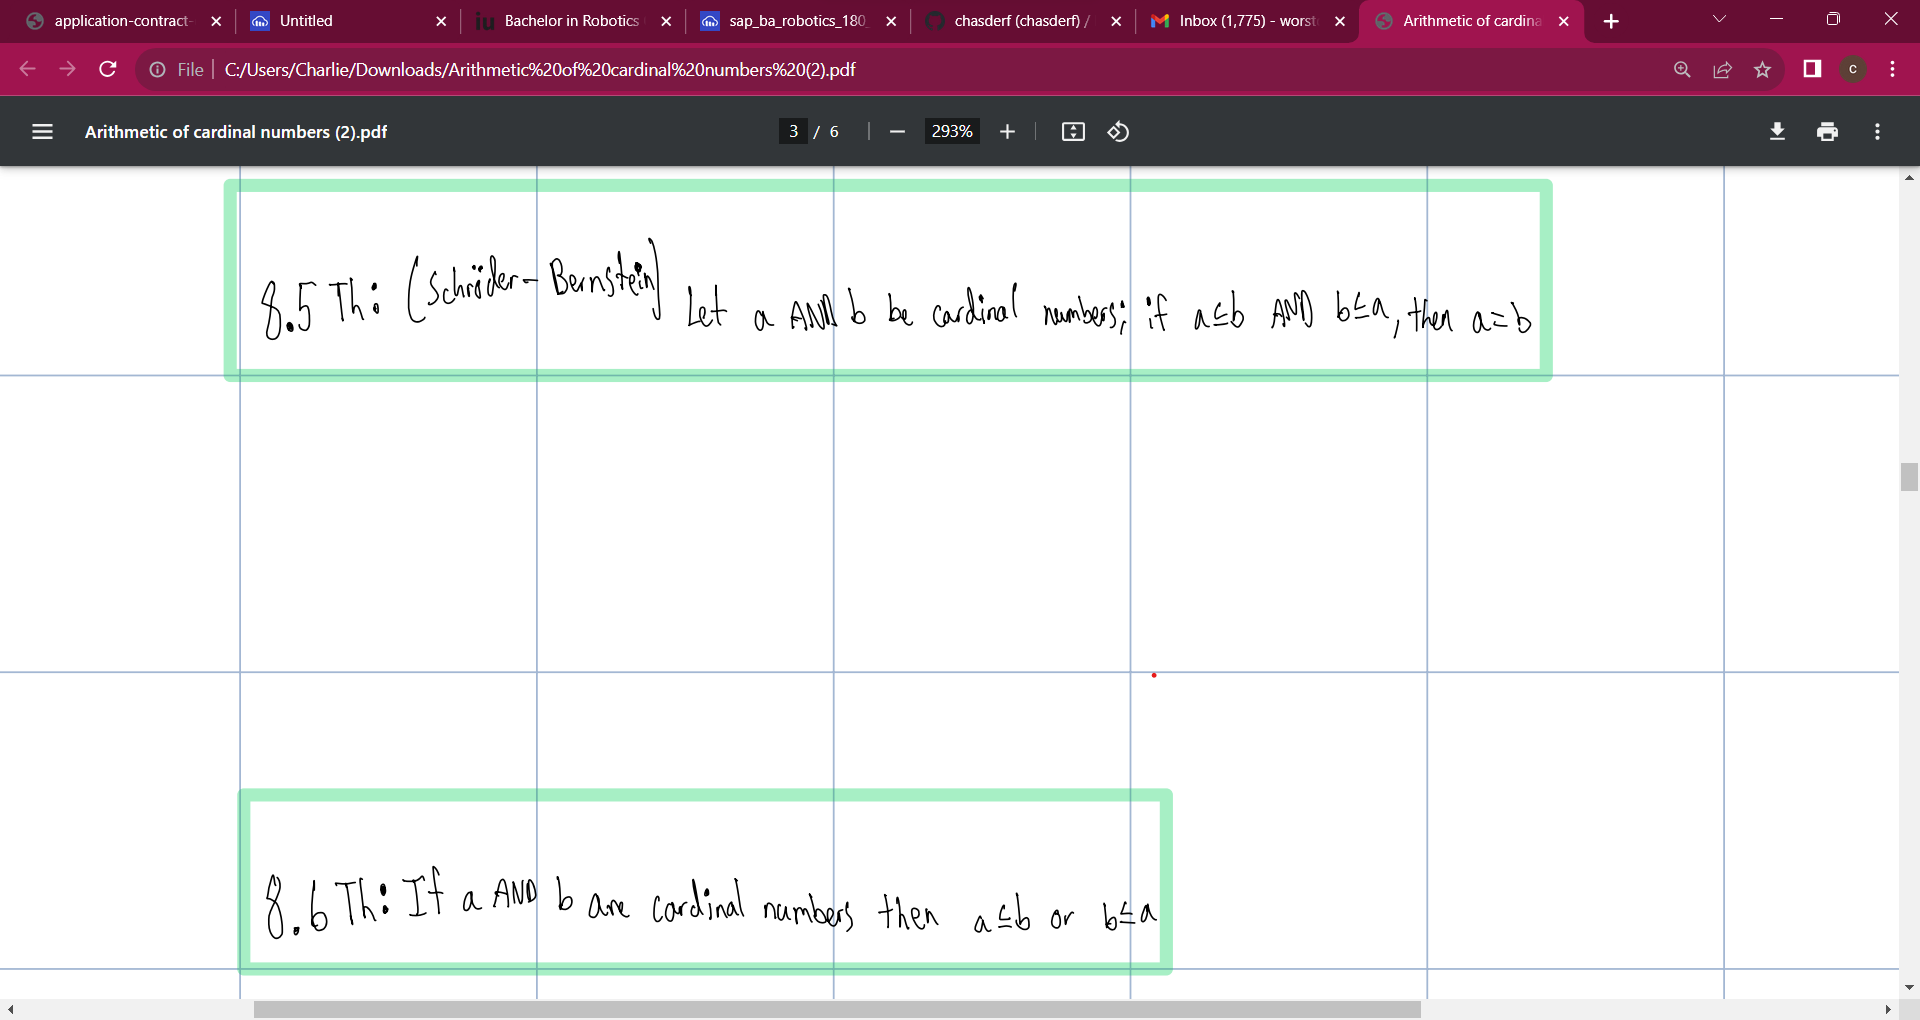 application-contract-
Untitled
Bachelor in Robotics
sap_ba_robotics_180_
chasderf (chasderf) /
Inbox (1,775) - worst
Arithmetic of cardina
File
C:/Users/Charlie/Downloads/Arithmetic%20of%20cardinal%20numbers%20(2).pdf
c
Arithmetic of cardinal numbers (2).pdf
3 / 6
293%
8.5 Th: (Schröder-Bernstein) Let a AND b be cardinal numbers; if a≤b AND b≤a, then a=b
8.6 Th: If a AND b are cardinal numbers then a≤b or b≤a